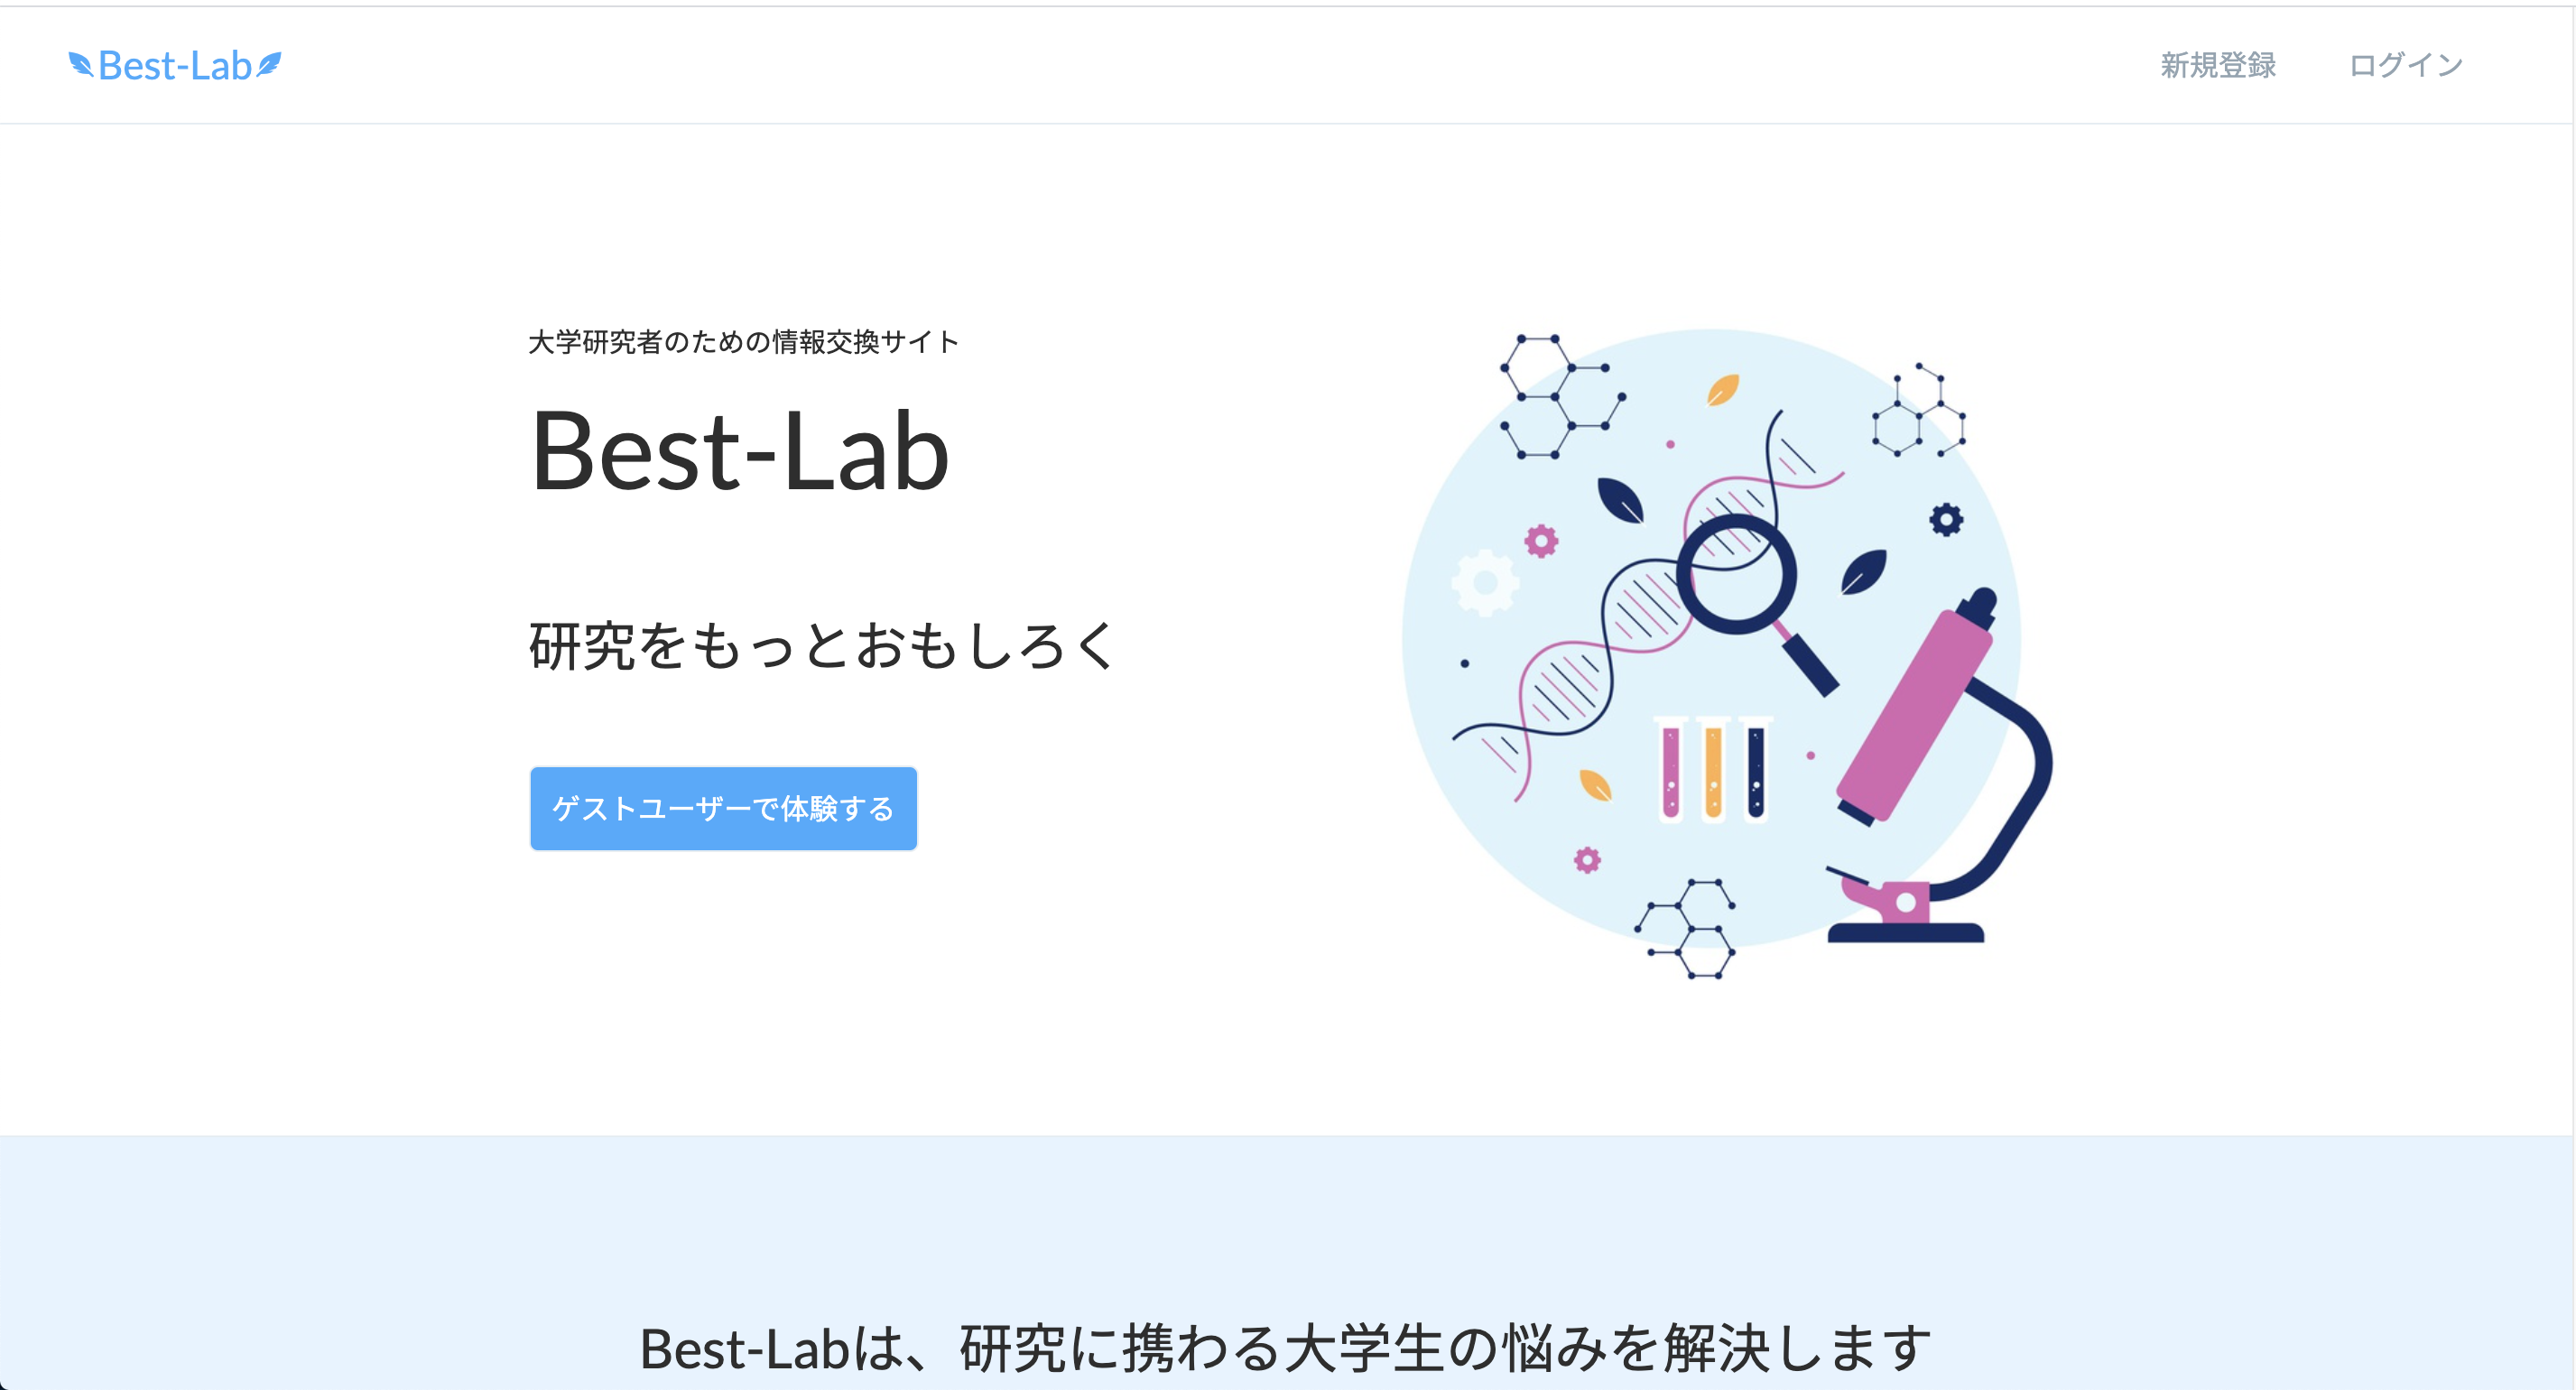 Best-Lab
新規登録
ログイン
大学研究者のための情報交換サイト
Best-Lab
研究をもっとおもしろく
ゲストユーザーで体験する
Best-Labは、研究に携わる大学生の悩みを解決します